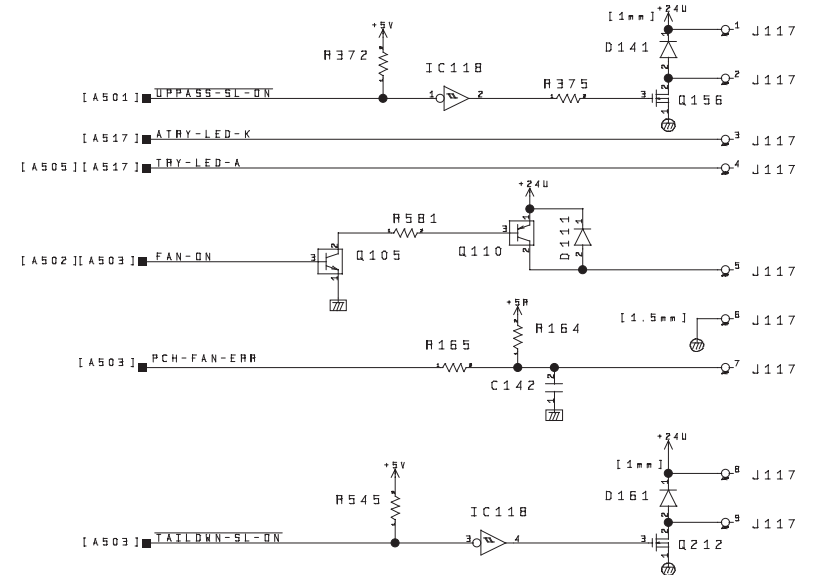 [1mm] +24U 1 J117
+5V
R372 IC118 D141
2 J117
R375
[A501] UPPASS-SL-ON 1 2 3 Q156
[A517] ATRY-LED-K 3 J117
[A505][A517] TRY-LED-A 4 J117
+24U
R581
Q105 Q110 D111
[A502][A503] FAN-ON 3 5 J117
[1.5mm] 6 J117
+5R
R165 R164
[A503] PCH-FAN-ERR 7 J117
C142
+24U
[1mm] 8 J117
+5V
R545 IC118 D161
9 J117
[A503] TAILDWN-SL-ON 3 4 3 Q212